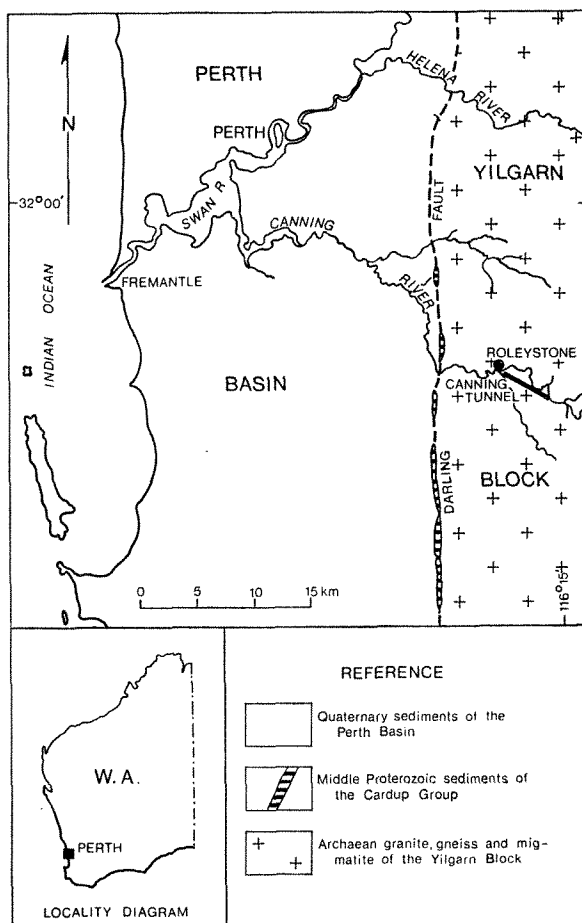 PERTH
HELENA
RIVER
N
PERTH
YILGARN
32°00'
SWAN R
CANNING
FAULT
RIVER
FREMANTLE
INDIAN OCEAN
ROLEYSTONE
BASIN
CANNING
TUNNEL
DARLING
BLOCK
0 5 10 15 km
116°15'
REFERENCE
Quaternary sediments of the
Perth Basin
W.A.
Middle Proterozoic sediments of
the Cardup Group
PERTH
Archaean granite, gneiss and mig-
matite of the Yilgarn Block
LOCALITY DIAGRAM